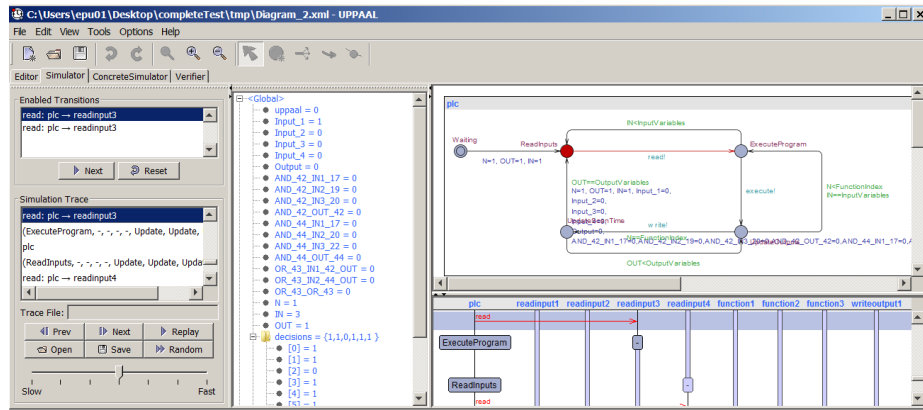 C:\Users\epu01\Desktop\completeTest\tmp\Diagram_2.xml - UPPAAL
File Edit View Tools Options Help
Editor Simulator ConcreteSimulator Verifier
Enabled Transitions
read: plc → readinput3
read: plc → readinput3
Next Reset
Simulation Trace
read: plc → readinput3
(ExecuteProgram, -, -, -, -, Update, Update,
plc
(ReadInputs, -, -, -, -, Update, Update, Upda
read: plc → readinput4
Trace File:
Prev Next Replay
Open Save Random
Slow Fast
<Global>
uppaal = 0
Input_1 = 1
Input_2 = 0
Input_3 = 0
Input_4 = 0
Output = 0
AND_42_IN1_17 = 0
AND_42_IN2_19 = 0
AND_42_IN3_20 = 0
AND_42_OUT_42 = 0
AND_44_IN1_17 = 0
AND_44_IN2_20 = 0
AND_44_IN3_22 = 0
AND_44_OUT_44 = 0
OR_43_IN1_42_OUT = 0
OR_43_IN2_44_OUT = 0
OR_43_OR_43 = 0
N = 1
IN = 3
OUT = 1
decisions = {1,1,0,1,1,1 }
[0] = 1
[1] = 1
[2] = 0
[3] = 1
[4] = 1
[5] = 1
plc
IN<InputVariables
Waiting
ReadInputs
ExecuteProgram
N=1, OUT=1, IN=1
read!
OUT==OutputVariables
N=1, OUT=1, IN=1, Input_1=0,
Input_2=0,
Input_3=0,
execute!
N<FunctionIndex
IN==InputVariables
write!
Output=0,
N==FunctionIndex
OUT<OutputVariables
plc readinput1 readinput2 readinput3 readinput4 function1 function2 function3 writeoutput1
read
ExecuteProgram -
ReadInputs -
read